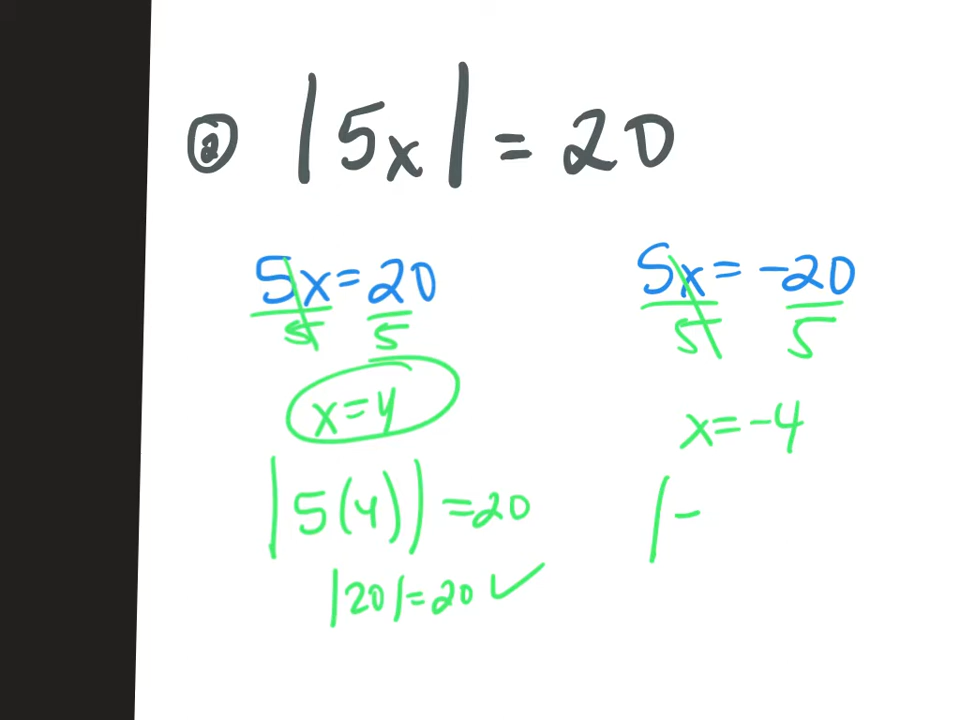 ② |5x| = 20
5x = 20
5 5
x = 4
|5(4)| = 20
|20| = 20 ✓
5x = -20
5 5
x = -4
|-